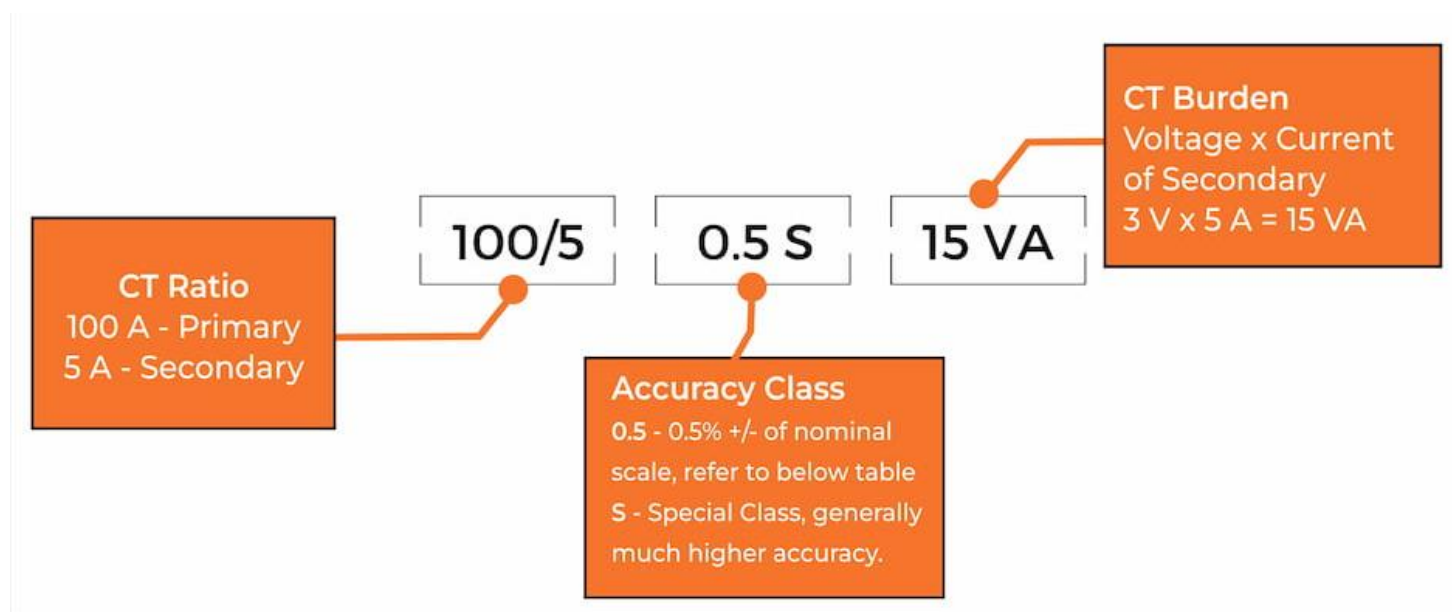 CT Burden
Voltage x Current
of Secondary
3 V x 5 A = 15 VA
100/5
0.5 S
15 VA
CT Ratio
100 A - Primary
5 A - Secondary
Accuracy Class
0.5 - 0.5% +/- of nominal
scale, refer to below table
S - Special Class, generally
much higher accuracy.